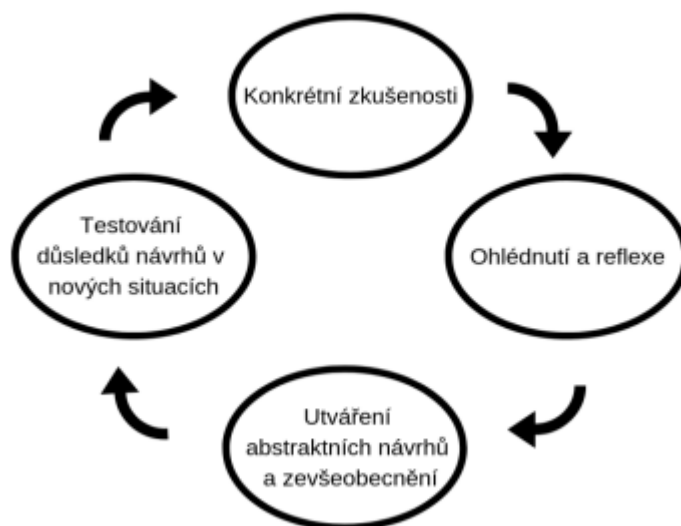 Konkrétní zkušenosti
Ohlédnutí a reflexe
Utváření
abstraktních návrhů
a zevšeobecnění
Testování
důsledků návrhů v
nových situacích